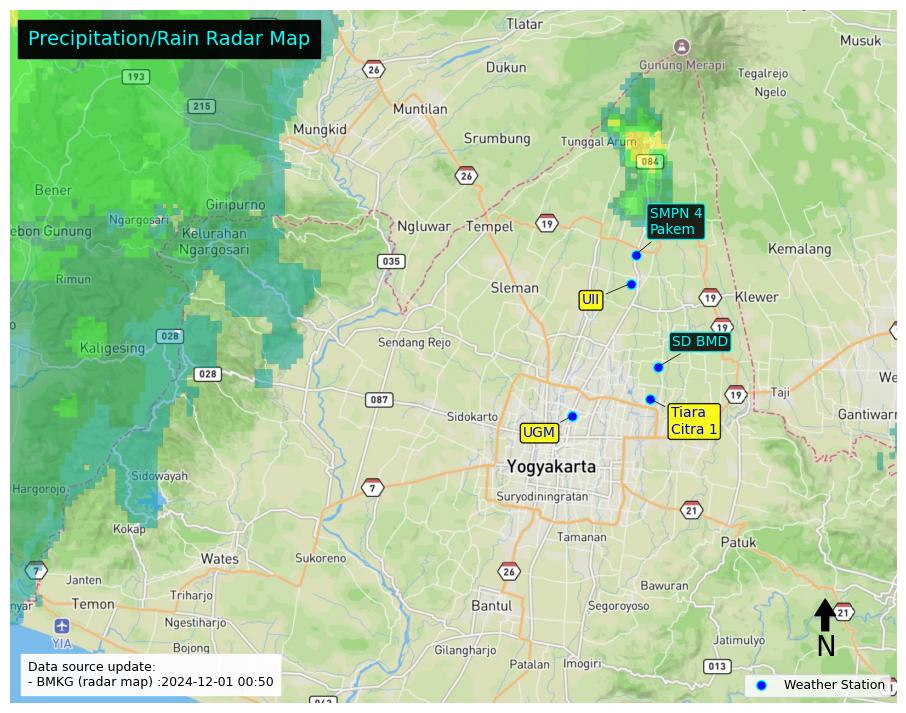 Precipitation/Rain Radar Map
Tlatar
Musuk
26
Dukun
Gunung Merapi
Tegalrejo
193
Ngelo
215
Muntilan
Mungkid
Srumbung
Tunggal Arum
084
26
Bener
Ngargosari
Giripurno
SMPN 4
Pakem
Ngluwar
Tempel
19
ebon Gunung
Kelurahan
Ngargosari
Kemalang
035
Rimun
UII
Sleman
19
Klewer
19
028
Sendang Rejo
SD BMD
Kaligesing
028
We
087
19
Taji
Sidokarto
Tiara
Citra 1
Gantiwarn
UGM
Yogyakarta
Sidowayah
Hargorojo
7
Suryodiningratan
21
Kokap
Tamanan
Patuk
Wates
Sukoreno
7
26
Janten
Bawuran
nyar
Temon
Triharjo
Bantul
Segoroyoso
21
Ngestiharjo
YIA
N
Bojong
Gilangharjo
Jatimulyo
Patalan
Imogiri
013
Data source update:
- BMKG (radar map) :2024-12-01 00:50
Weather Station